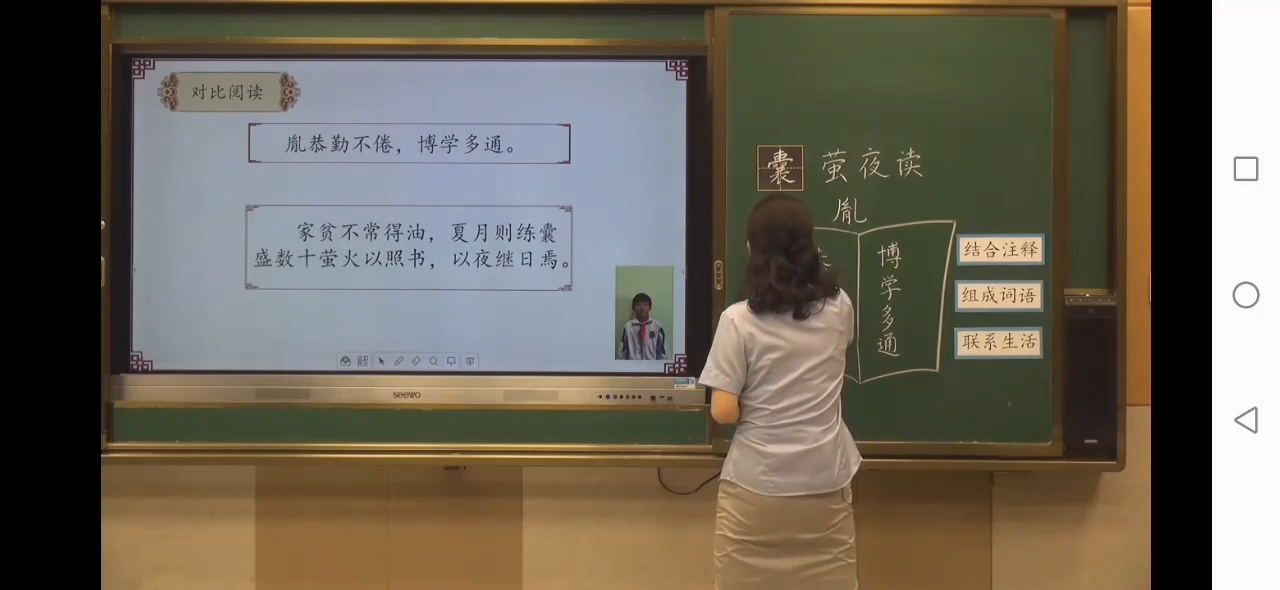 对比阅读
胤恭勤不倦，博学多通。
家贫不常得油，夏月则练囊
盛数十萤火以照书，以夜继日焉。
seewo
囊萤夜读
胤
博学多通
结合注释
组成词语
联系生活